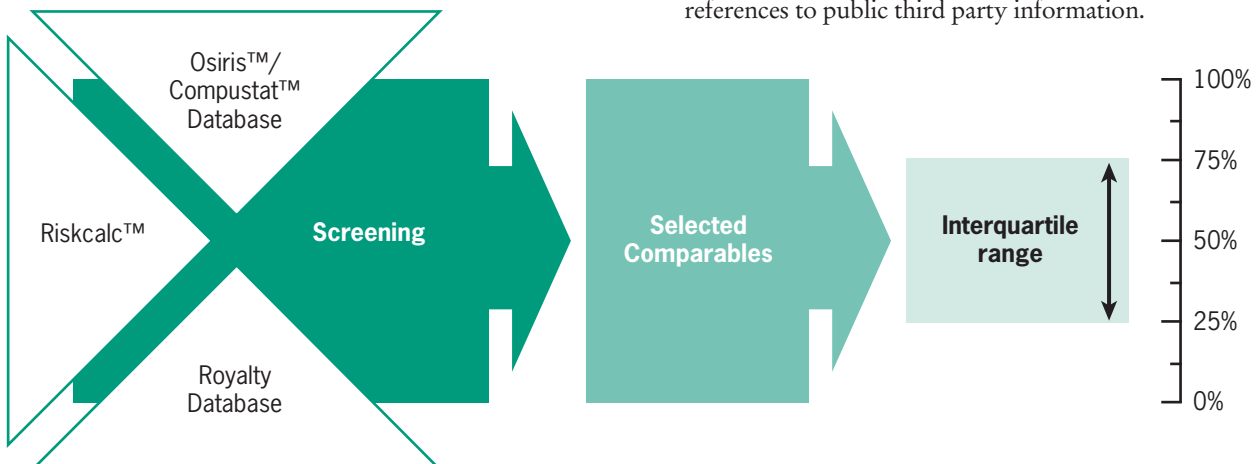 references to public third party information.
Osiris™/
Compustat™
Database
Riskcalc™
Screening
Royalty
Database
Selected
Comparables
Interquartile
range
100%
75%
50%
25%
0%